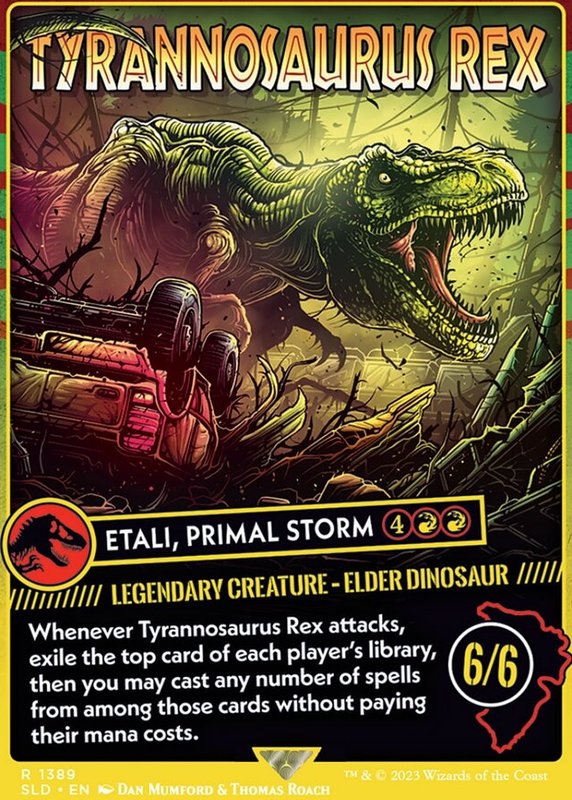 TYRANNOSAURUS REX
ETALI, PRIMAL STORM 4
LEGENDARY CREATURE - ELDER DINOSAUR
Whenever Tyrannosaurus Rex attacks,
exile the top card of each player's library,
then you may cast any number of spells
from among those cards without paying
their mana costs.
6/6
R 1389
SLD • EN DAN MUMFORD & THOMAS ROACH
™ & © 2023 Wizards of the Coast